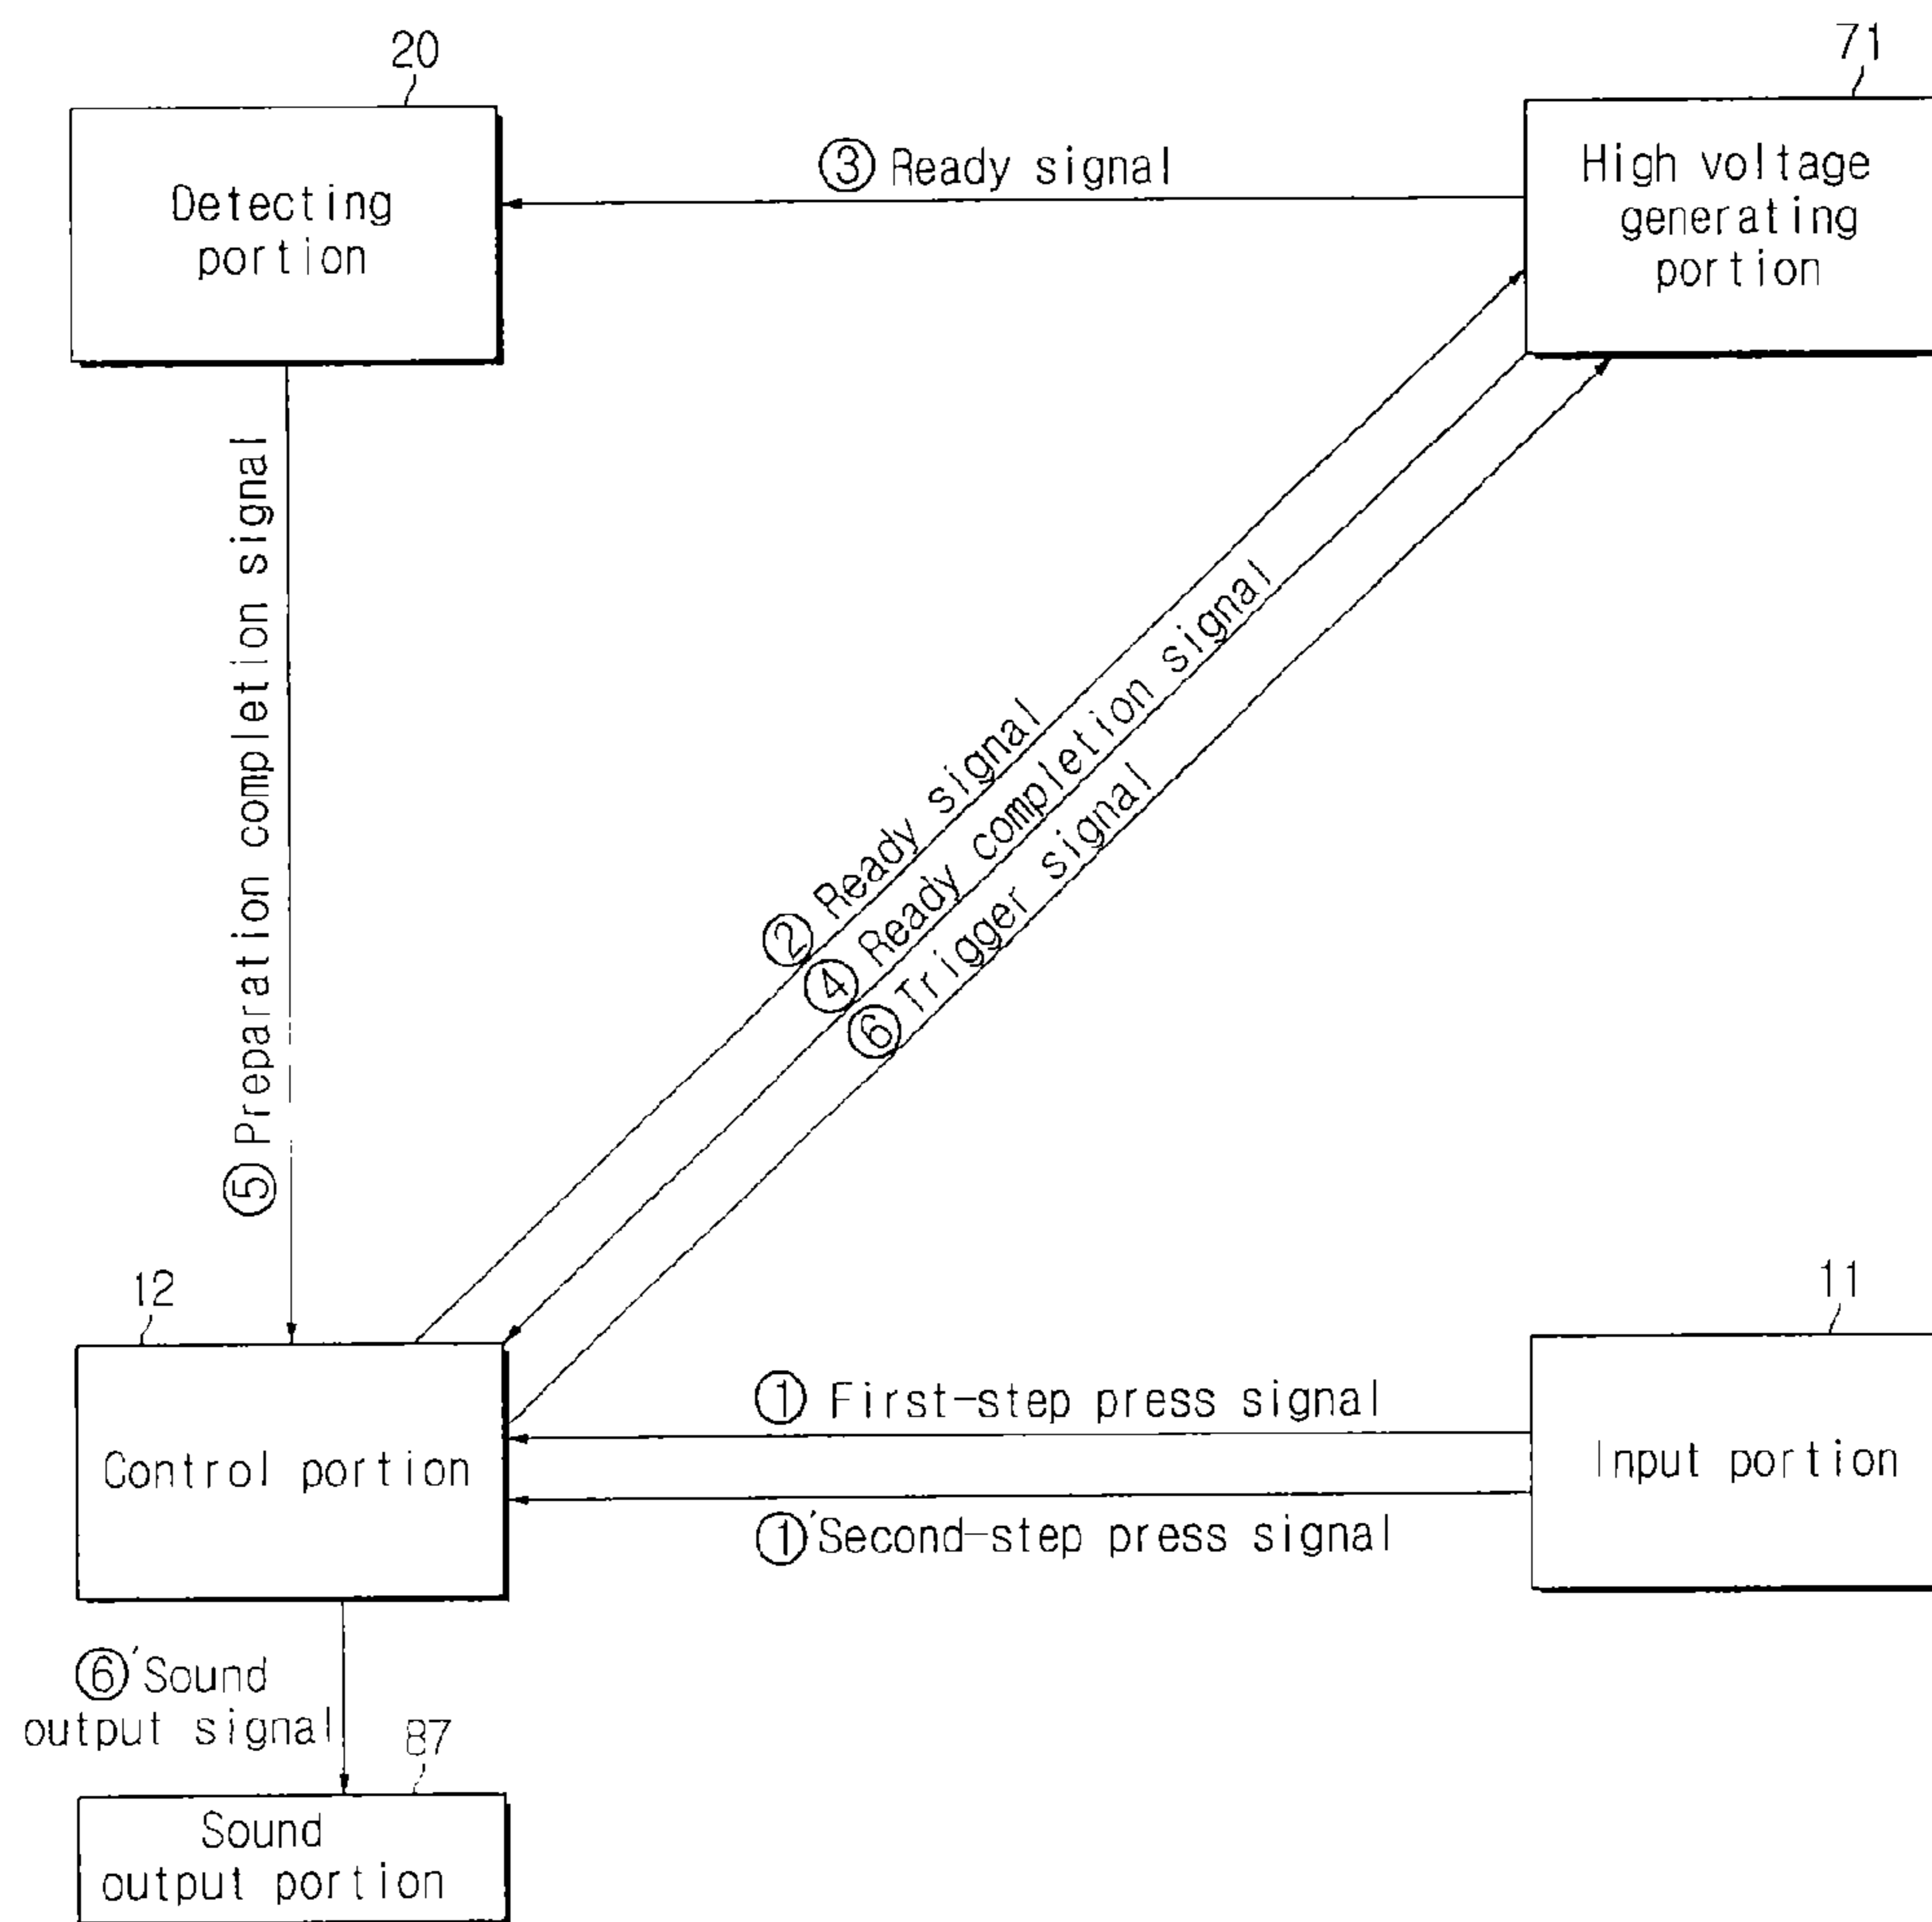 20
71
③ Ready signal
Detecting
portion
High voltage
generating
portion
⑤ Preparation completion signal
② Ready signal
④ Ready completion signal
⑥ Trigger signal
12
11
① First-step press signal
Control portion
Input portion
①' Second-step press signal
⑥' Sound
output signal
87
Sound
output portion